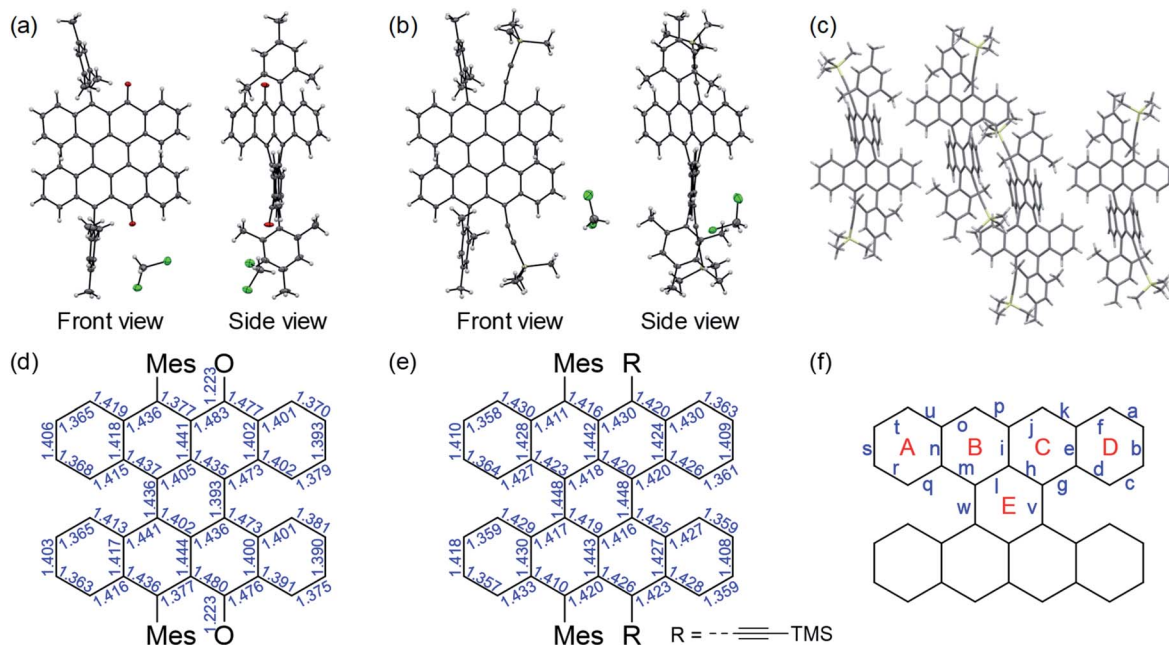 (a)
Front view Side view
(b)
Front view Side view
(c)
(d)
Mes O
1.223
1.419 1.377 1.477 1.370
1.365 1.436 1.483 1.401
1.406 1.418 1.441 1.402 1.393
1.368 1.437 1.435 1.402
1.415 1.405 1.473 1.379
1.436 1.393
1.413 1.402 1.473 1.381
1.365 1.441 1.436 1.401
1.403 1.417 1.444 1.400 1.390
1.363 1.436 1.480 1.391
1.416 1.377 1.476 1.375
1.223
Mes O
(e)
Mes R
1.430 1.416 1.420 1.363
1.358 1.411 1.430 1.430
1.410 1.428 1.442 1.424 1.409
1.364 1.423 1.420 1.426
1.427 1.418 1.420 1.361
1.448 1.448
1.429 1.419 1.425 1.359
1.359 1.417 1.416 1.427
1.418 1.430 1.443 1.427 1.408
1.357 1.410 1.426 1.428
1.433 1.420 1.423 1.359
Mes R
R = TMS
(f)
u p k a
t o j f
s A n B i C e D b
r m h d
q l g c
w E v